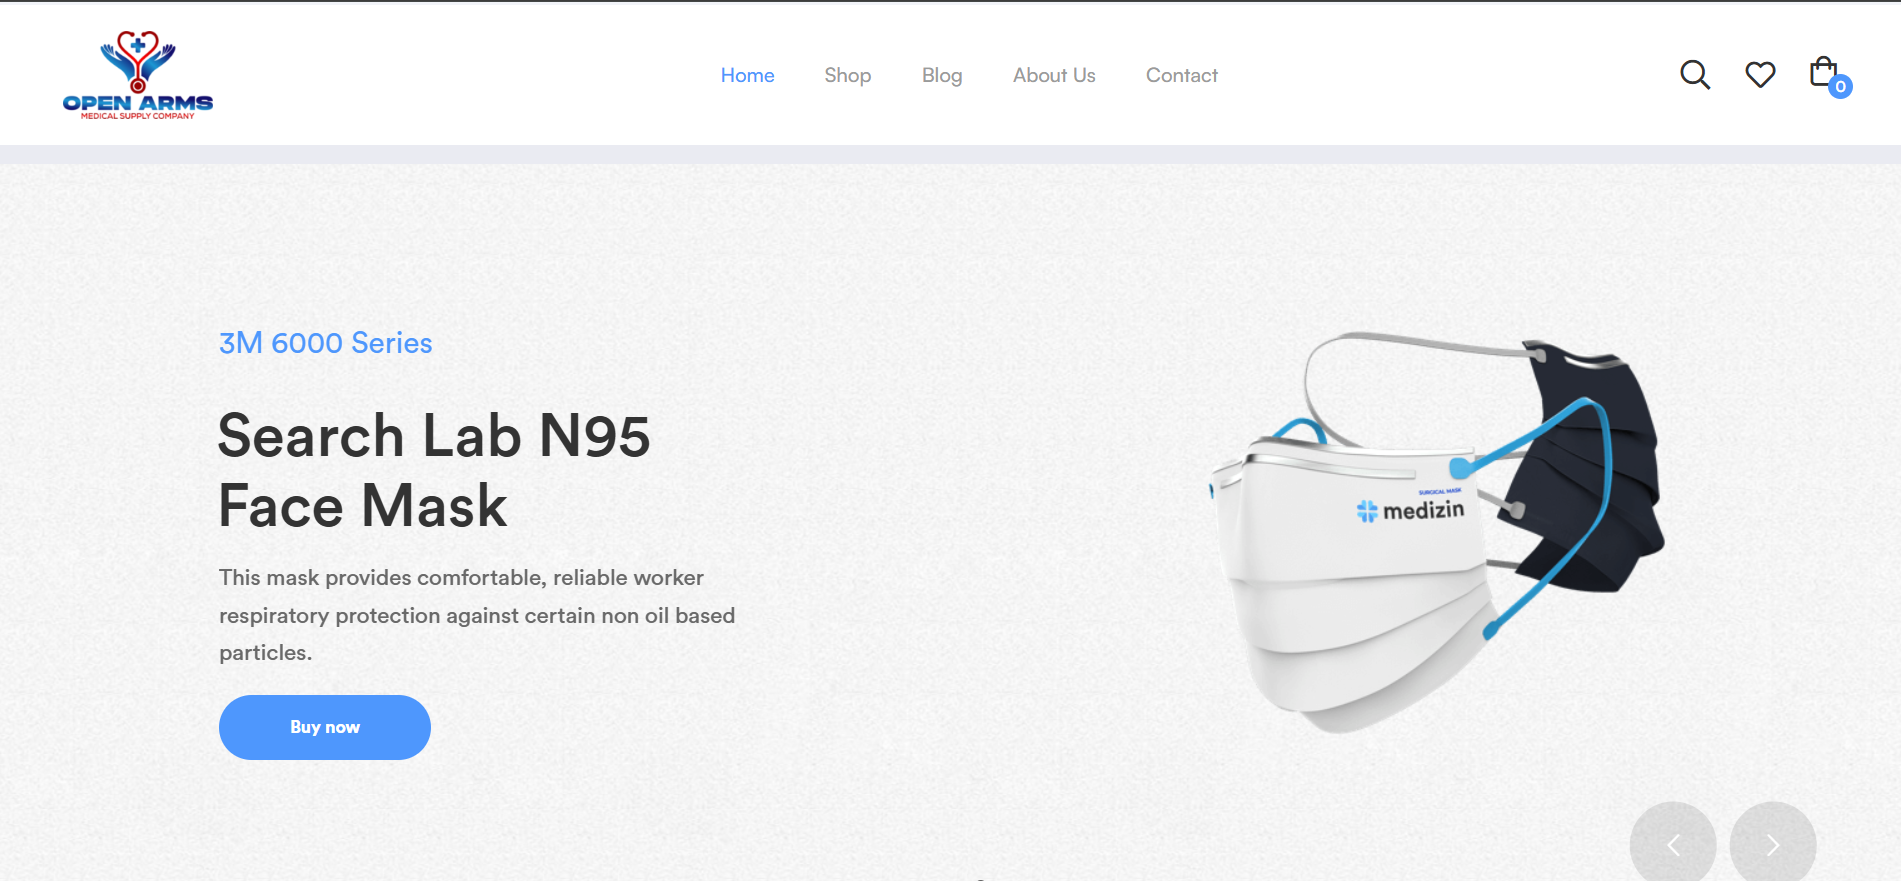 OPEN ARMS
MEDICAL SUPPLY COMPANY
Home
Shop
Blog
About Us
Contact
0
3M 6000 Series
Search Lab N95
Face Mask
This mask provides comfortable, reliable worker
respiratory protection against certain non oil based
particles.
Buy now
SURGICAL MASK
medizin